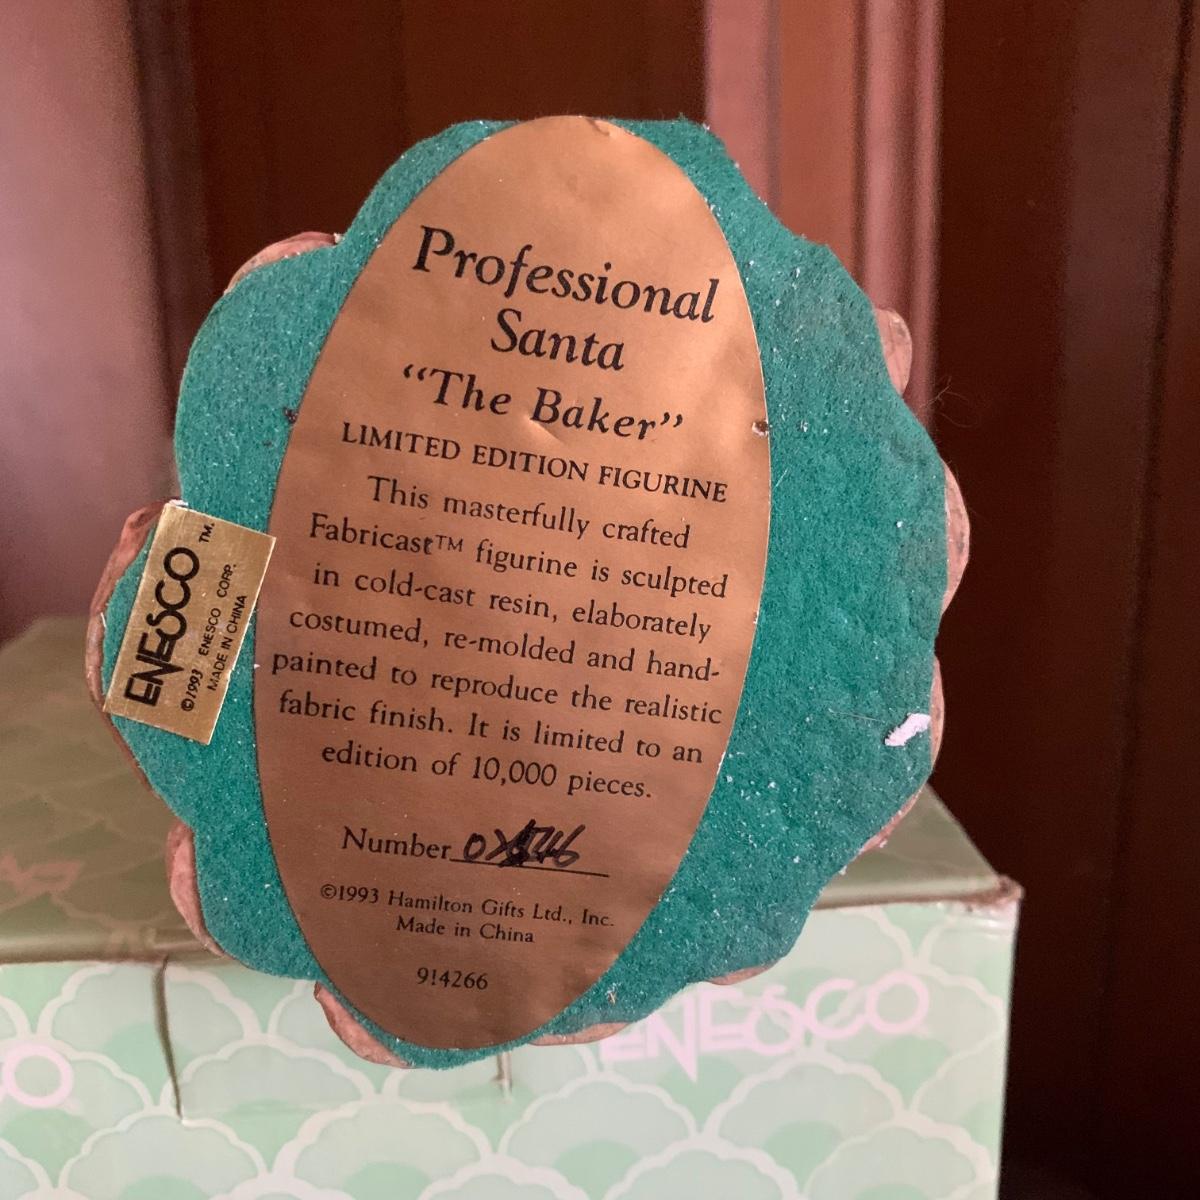 Professional
Santa
“The Baker”
LIMITED EDITION FIGURINE
This masterfully crafted
Fabricast™ figurine is sculpted
in cold-cast resin, elaborately
costumed, re-molded and hand-
painted to reproduce the realistic
fabric finish. It is limited to an
edition of 10,000 pieces.
Number
©1993 Hamilton Gifts Ltd., Inc.
Made in China
914266
ENESCO™
©1993 ENESCO CORP.
MADE IN CHINA
ENESCO